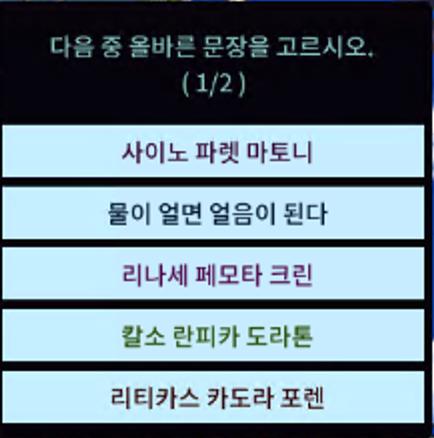 다음 중 올바른 문장을 고르시오.
( 1/2 )
사이노 파렛 마토니
물이 얼면 얼음이 된다
리나세 페모타 크린
칼소 란피카 도라톤
리티카스 카도라 포렌